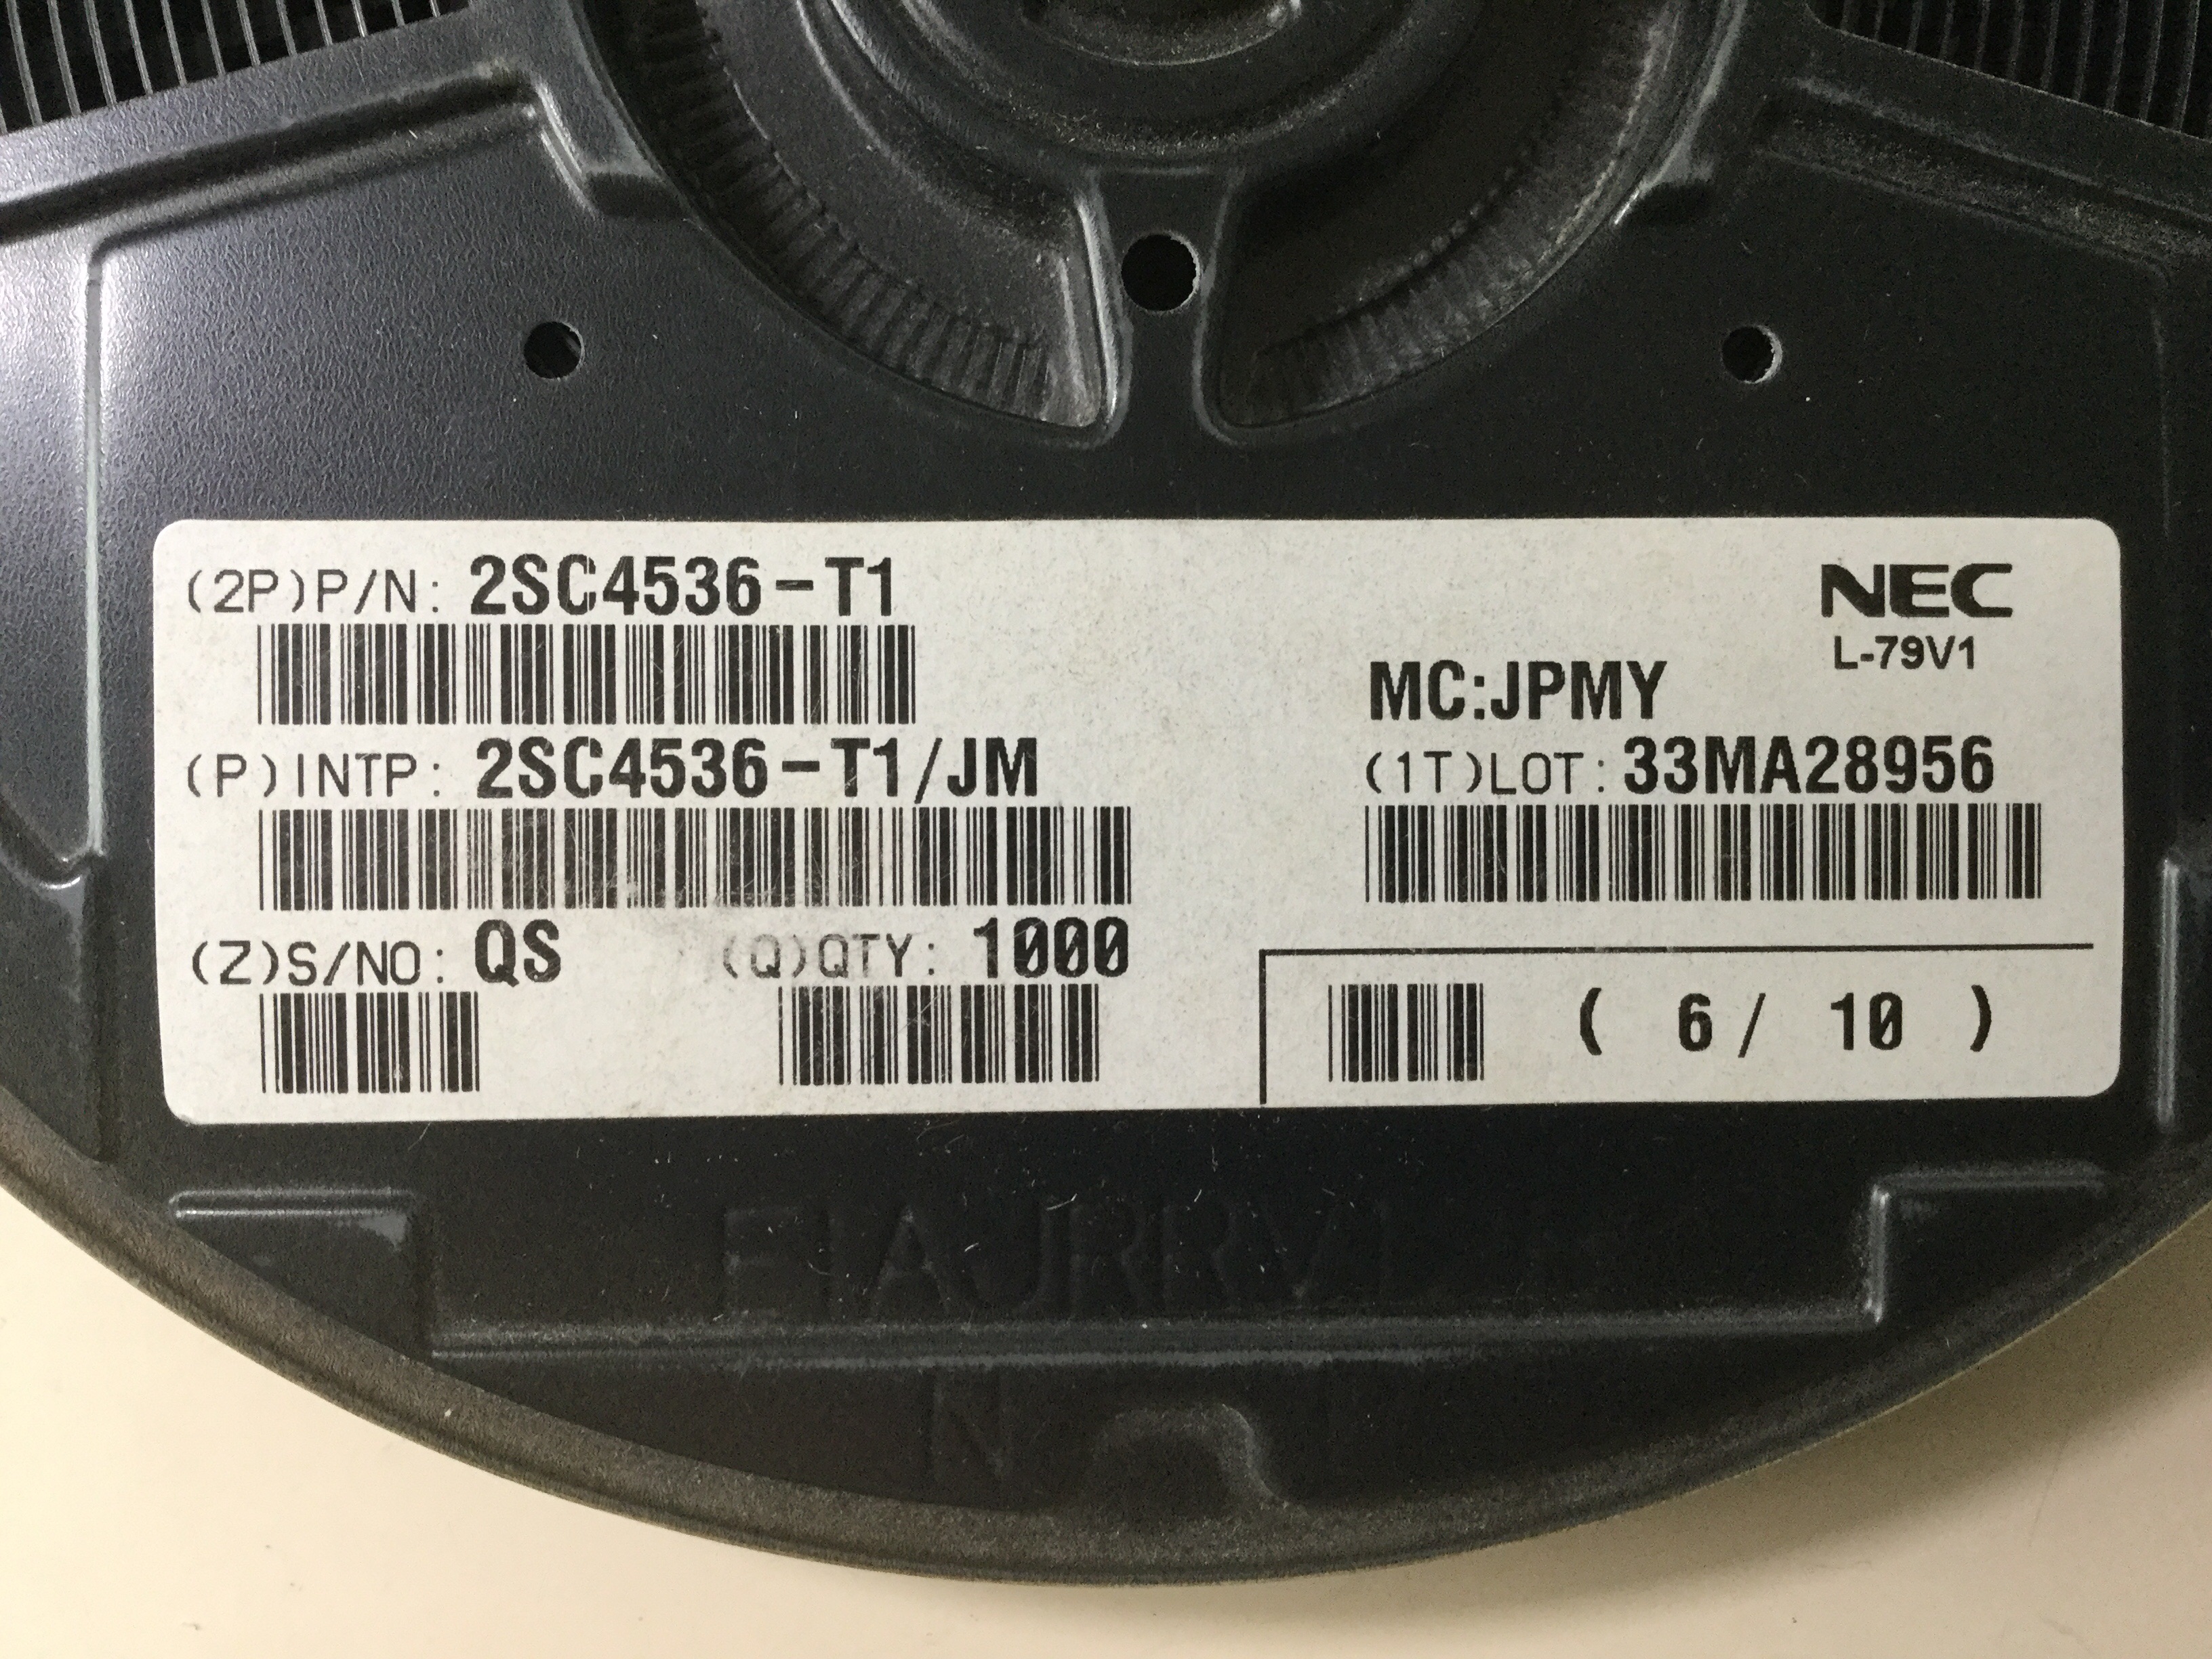 (2P)P/N: 2SC4536-T1
NEC
L-79V1
MC:JPMY
(P)INTP: 2SC4536-T1/JM
(1T)LOT: 33MA28956
(Z)S/NO: QS
(Q)QTY: 1000
( 6/ 10 )
EIAJRRV1
N